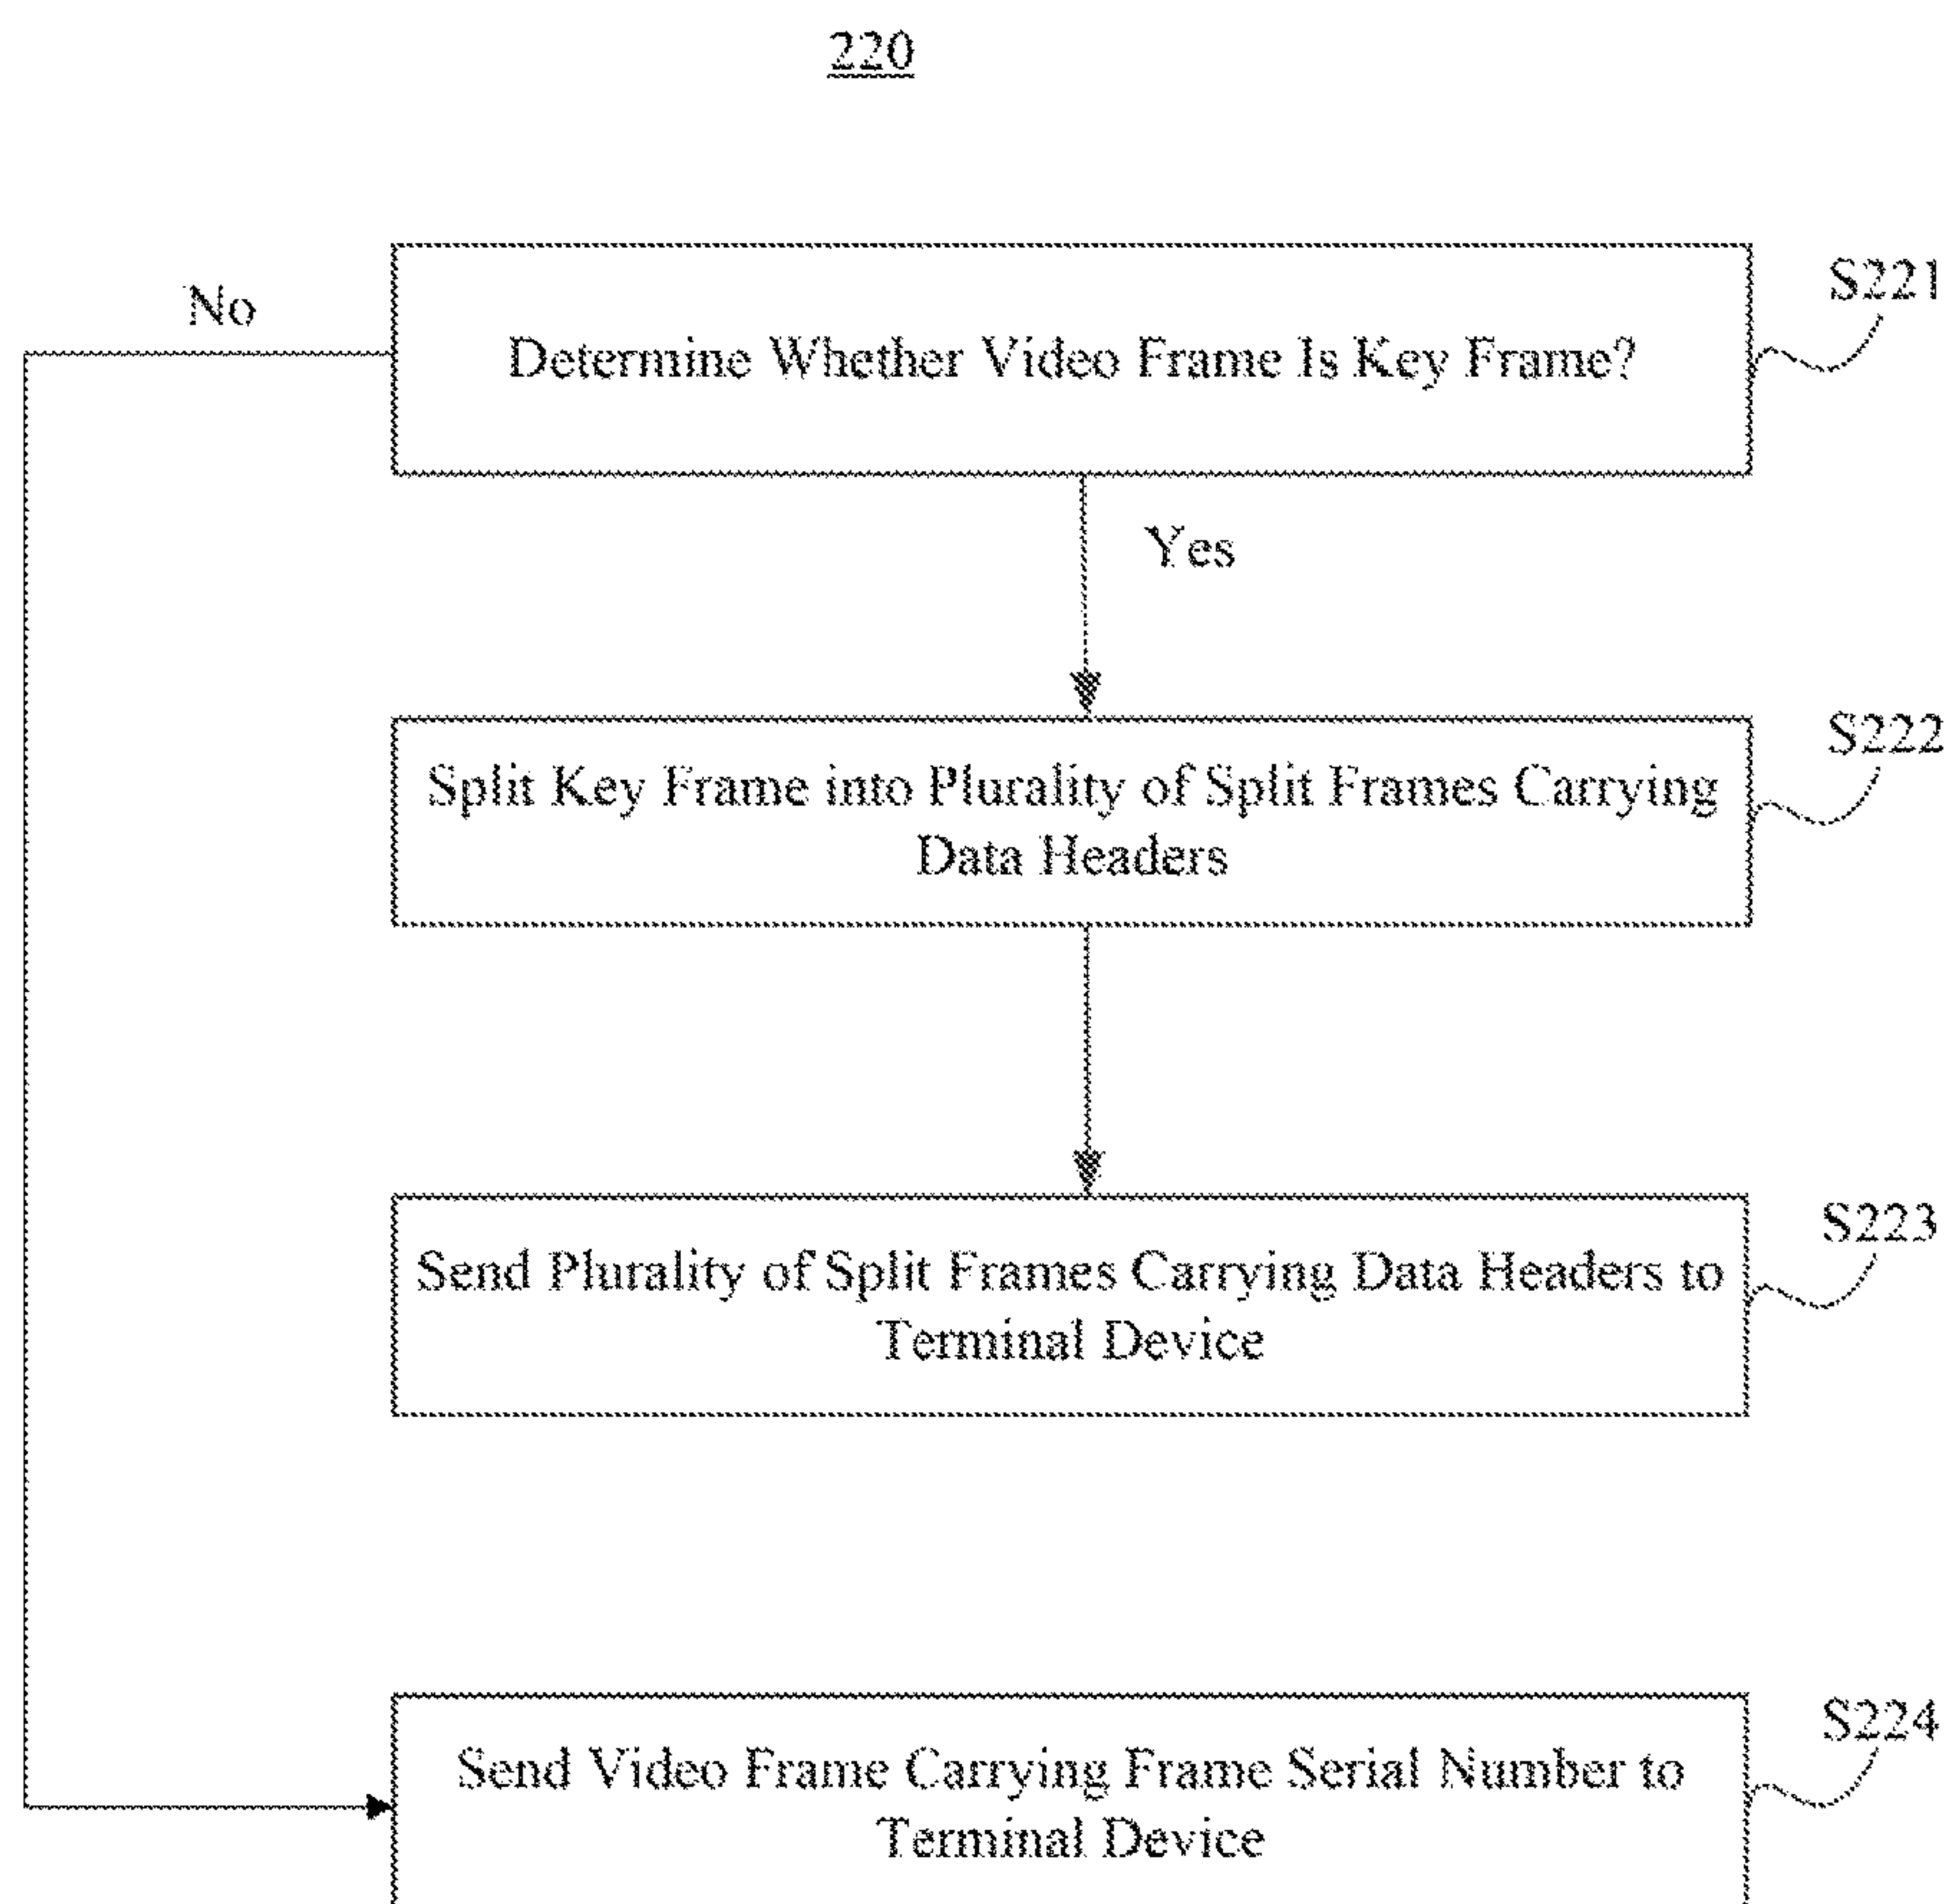 220
No
Determine Whether Video Frame Is Key Frame?
S221
Yes
Split Key Frame into Plurality of Split Frames Carrying
Data Headers
S222
Send Plurality of Split Frames Carrying Data Headers to
Terminal Device
S223
Send Video Frame Carrying Frame Serial Number to
Terminal Device
S224